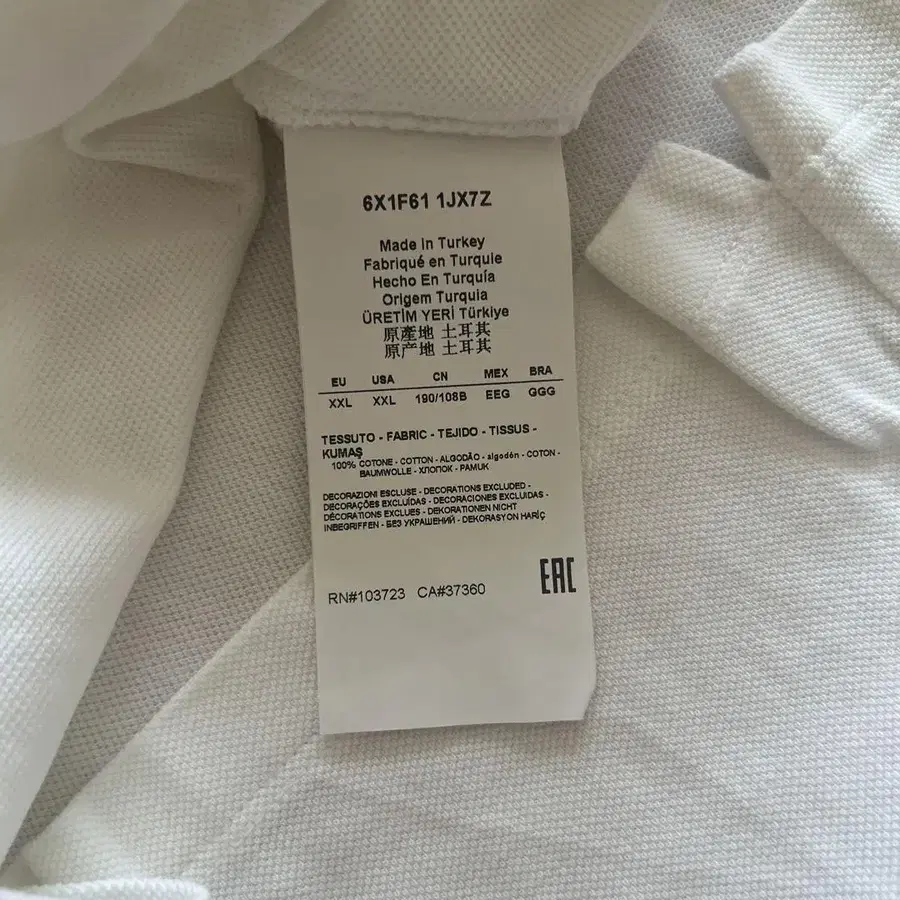 6X1F61 1JX7Z
Made in Turkey
Fabriqué en Turquie
Hecho En Turquía
Origem Turquia
ÜRETİM YERİ Türkiye
原產地 土耳其
原产地 土耳其
EU USA CN MEX BRA
XXL XXL 190/108B EEG GGG
TESSUTO - FABRIC - TEJIDO - TISSUS -
KUMAŞ
100% COTONE - COTTON - ALGODÃO - algodón - COTON -
BAUMWOLLE - ХЛОПОК - PAMUK
DECORAZIONI ESCLUSE - DECORATIONS EXCLUDED -
DECORAÇÕES EXCLUÍDAS - DECORACIONES EXCLUIDAS -
DÉCORATIONS EXCLUES - DEKORATIONEN NICHT
INBEGRIFFEN - БЕЗ УКРАШЕНИЙ - DEKORASYON HARİÇ
RN#103723 CA#37360
EAC